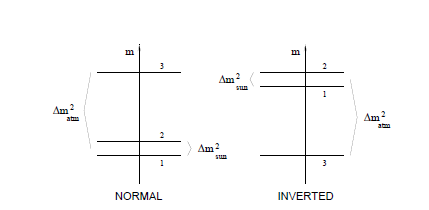 m
3
Δm²atm
2
Δm²sun
1
NORMAL
m
2
Δm²sun
1
Δm²atm
3
INVERTED